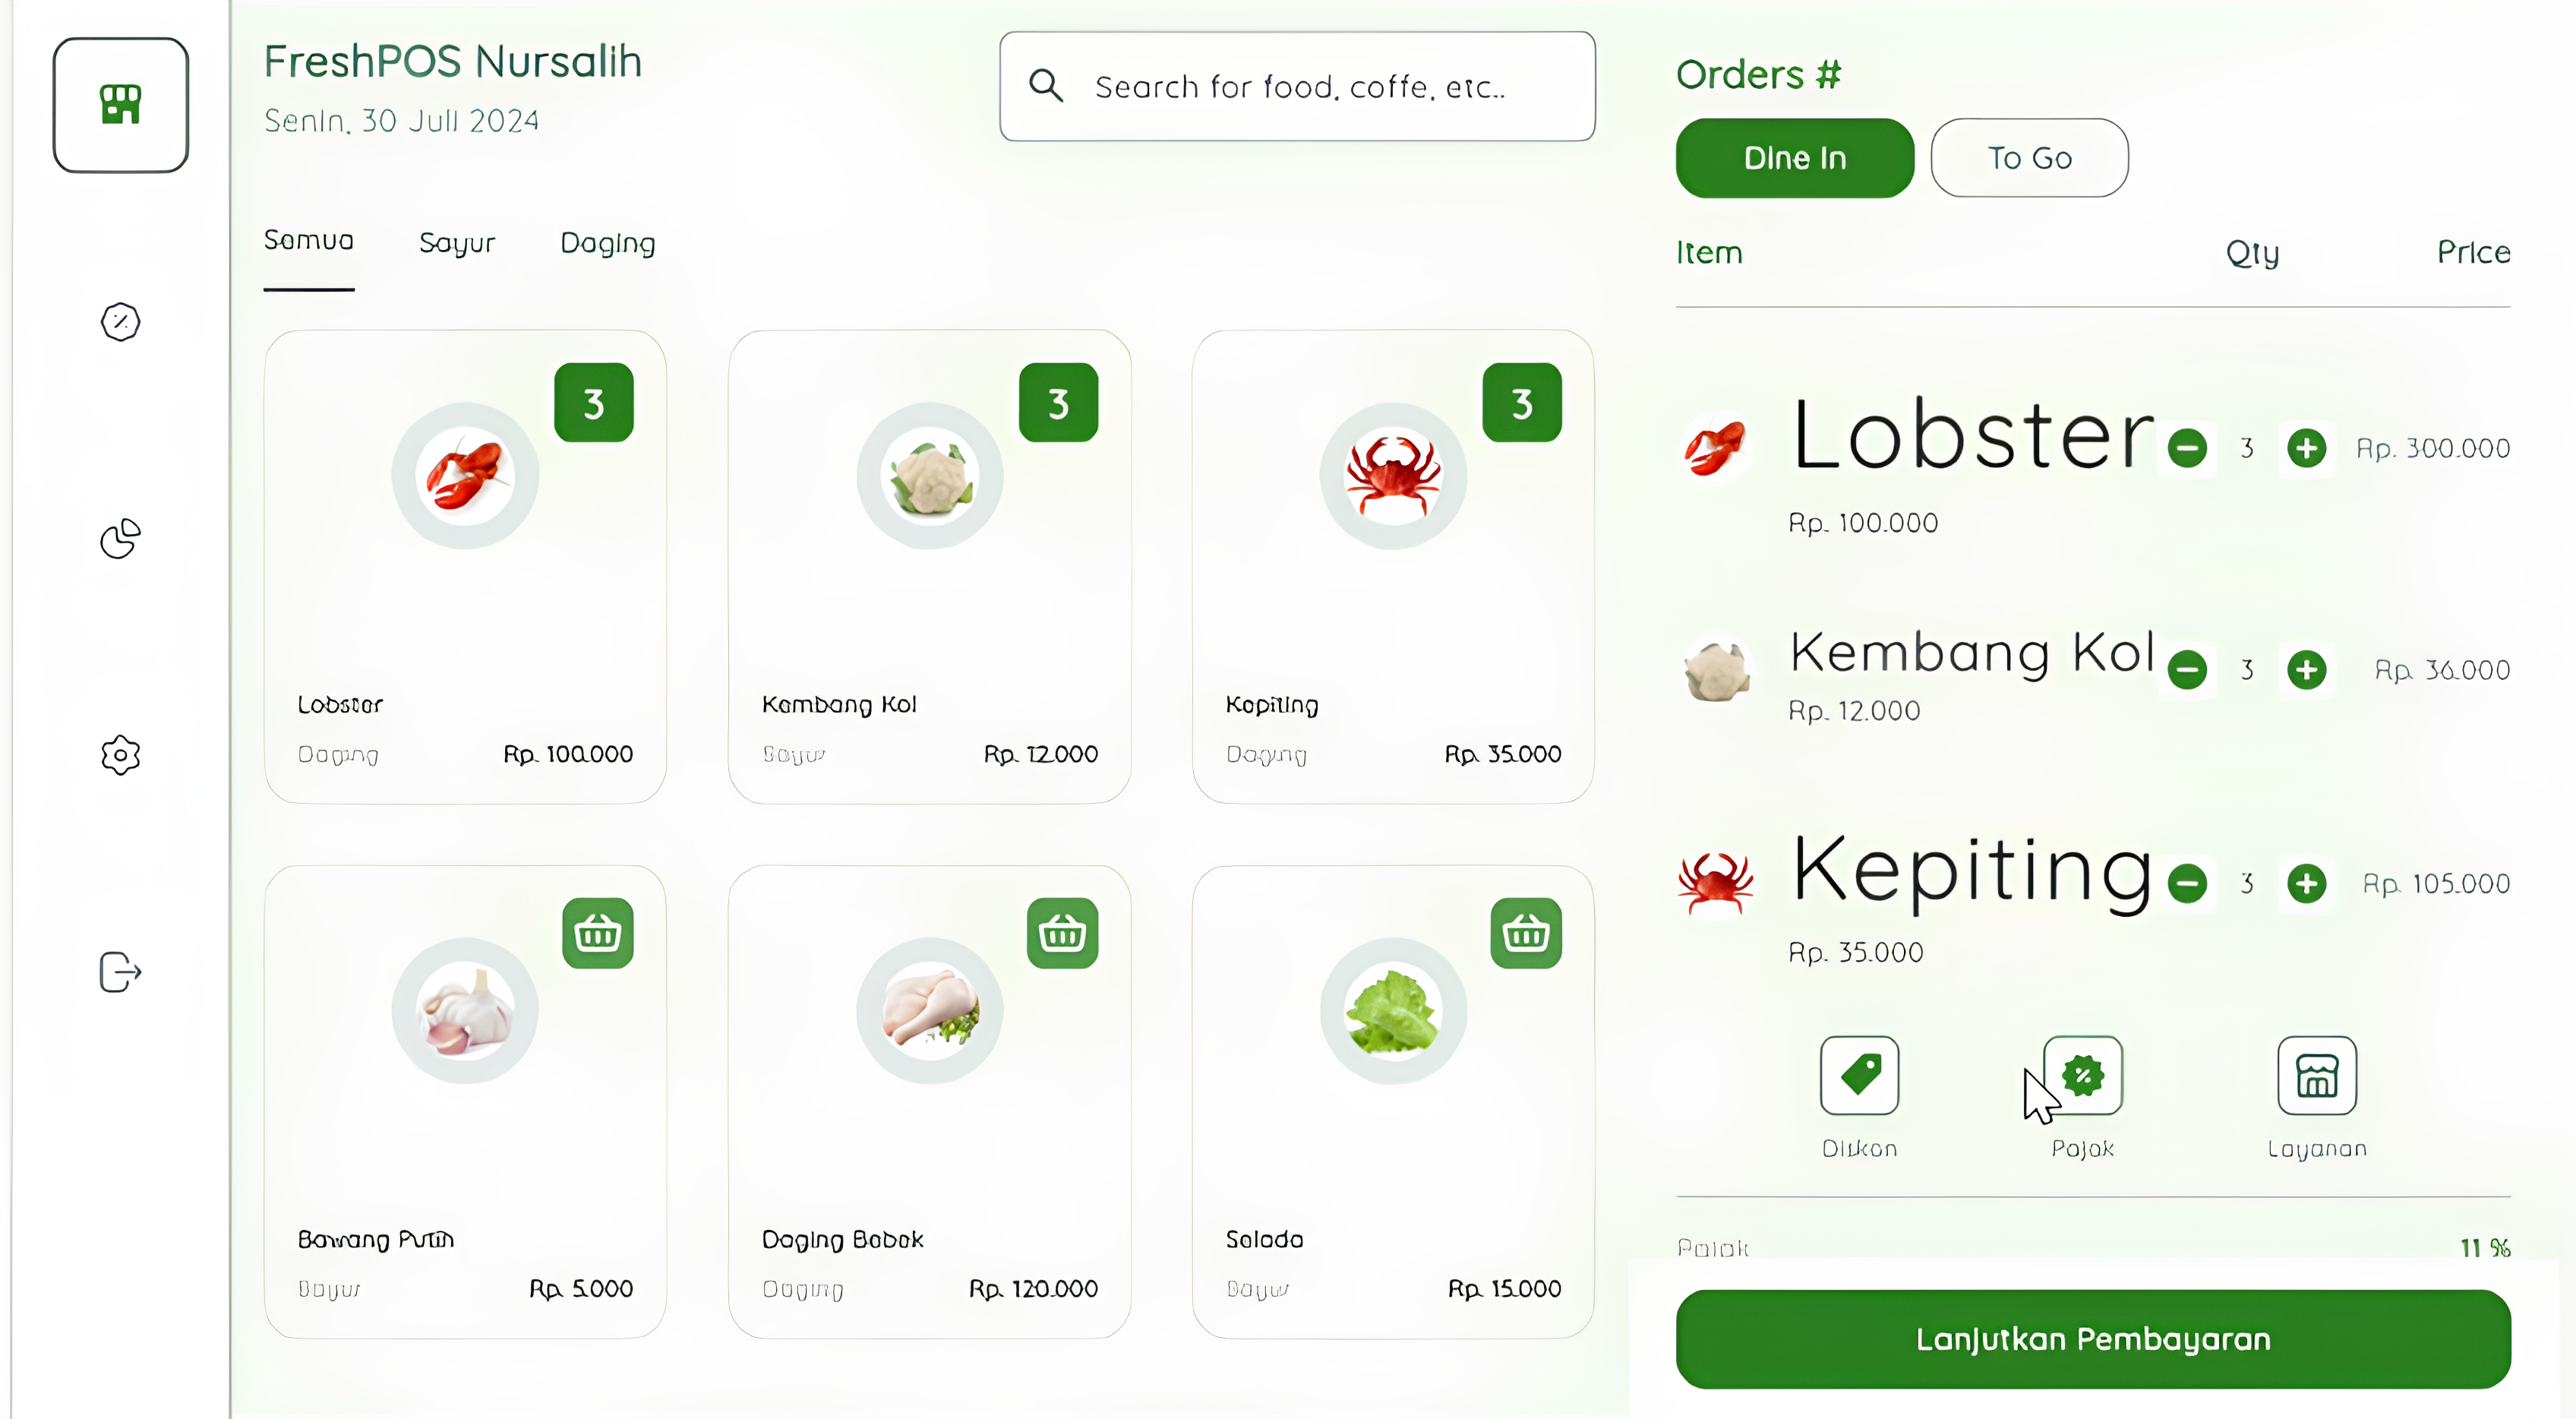 FreshPOS Nursalih
Senin, 30 Juli 2024
Search for food, coffe, etc..
Semua
Sayur
Daging
3
Lobster
Daging
Rp. 100.000
3
Kembang Kol
Sayur
Rp. 12.000
3
Kepiting
Daging
Rp. 35.000
Bawang Putih
Sayur
Rp. 5.000
Daging Bebek
Daging
Rp. 120.000
Selada
Sayur
Rp. 15.000
Orders #
Dine In
To Go
Item
Qty
Price
Lobster
3
Rp. 300.000
Rp. 100.000
Kembang Kol
3
Rp. 36.000
Rp. 12.000
Kepiting
3
Rp. 105.000
Rp. 35.000
Diskon
Pajak
Layanan
Pajak
11 %
Lanjutkan Pembayaran